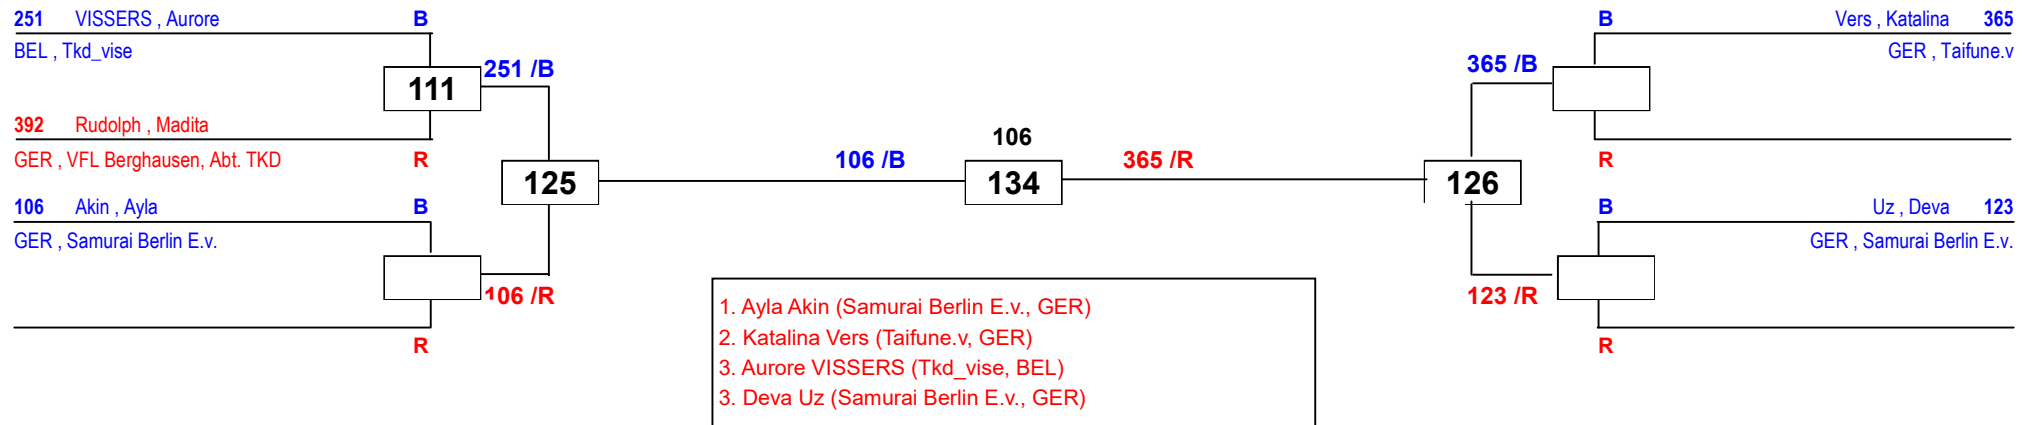 251 VISSERS , Aurore B
BEL , Tkd_vise
111
251 /B
392 Rudolph , Madita
GER , VFL Berghausen, Abt. TKD R
125
106 Akin , Ayla B
GER , Samurai Berlin E.v.
106 /R
R
106 /B
106
134
365 /R
B Vers , Katalina 365
GER , Taifune.v
365 /B
R
126
B Uz , Deva 123
GER , Samurai Berlin E.v.
123 /R
R
1. Ayla Akin (Samurai Berlin E.v., GER)
2. Katalina Vers (Taifune.v, GER)
3. Aurore VISSERS (Tkd_vise, BEL)
3. Deva Uz (Samurai Berlin E.v., GER)